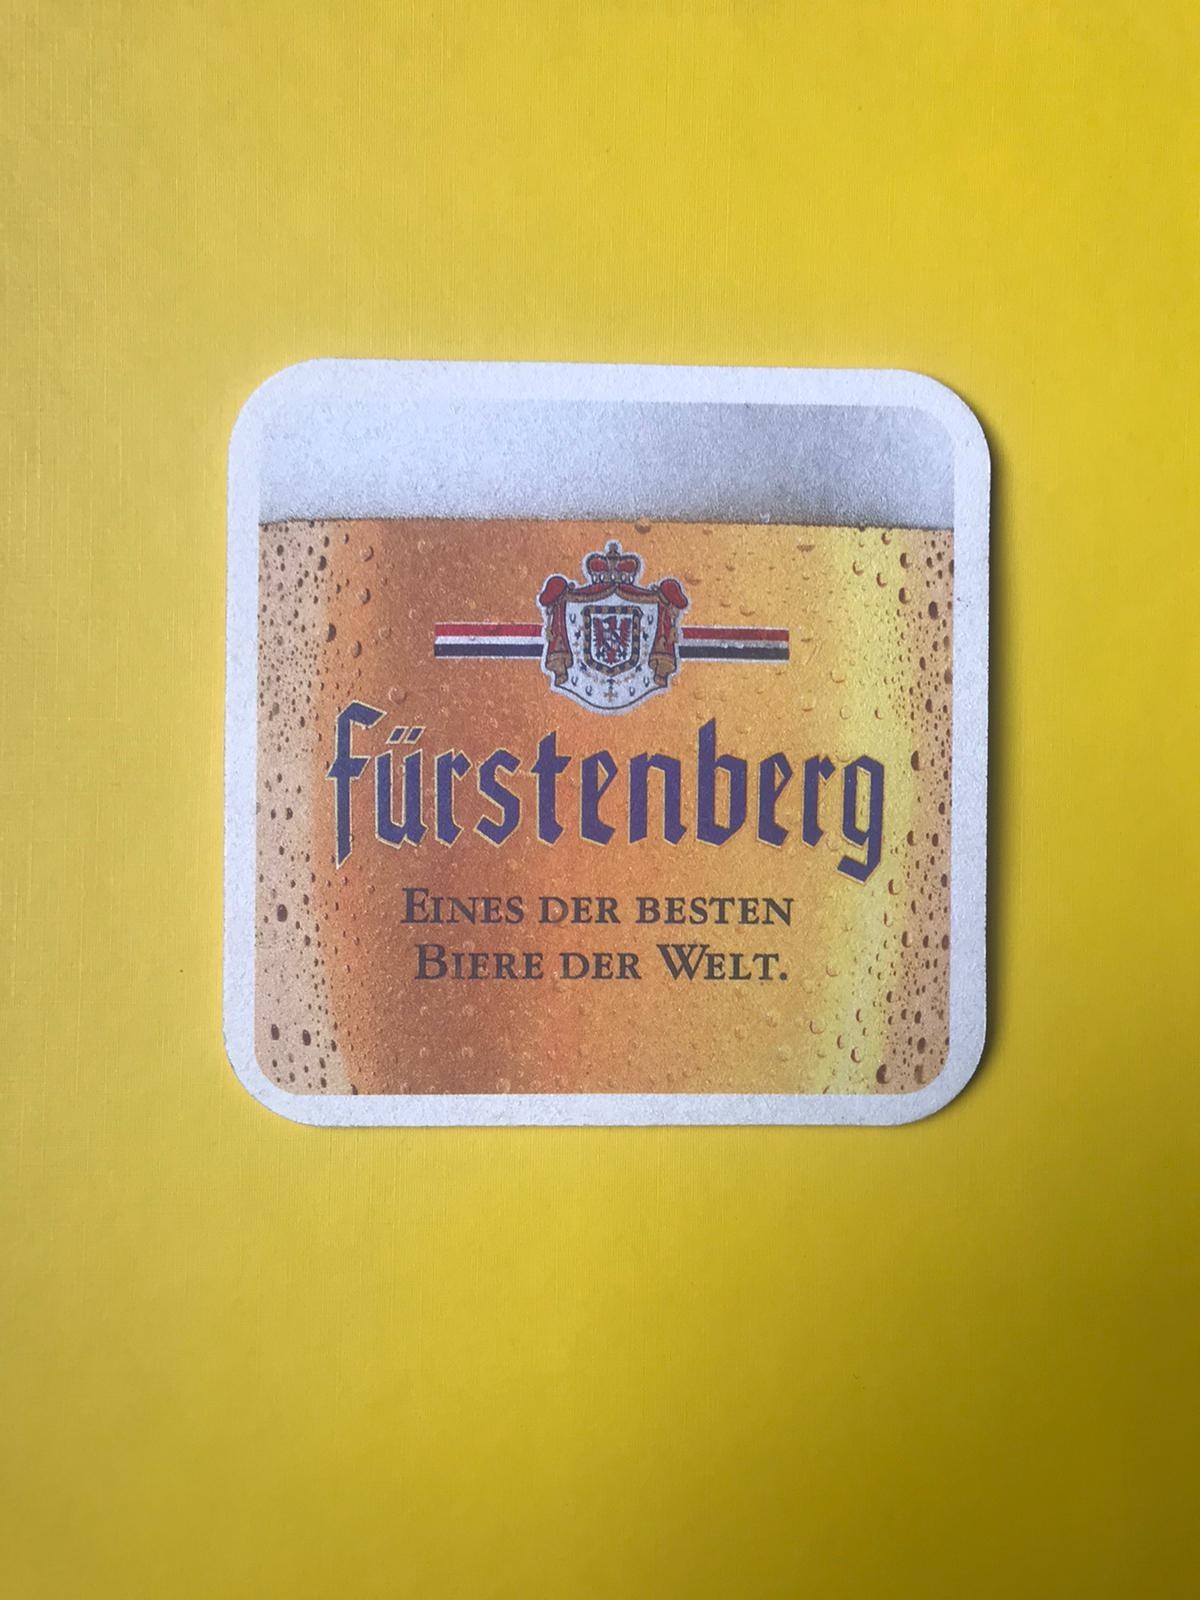 fürstenberg
EINES DER BESTEN
BIERE DER WELT.